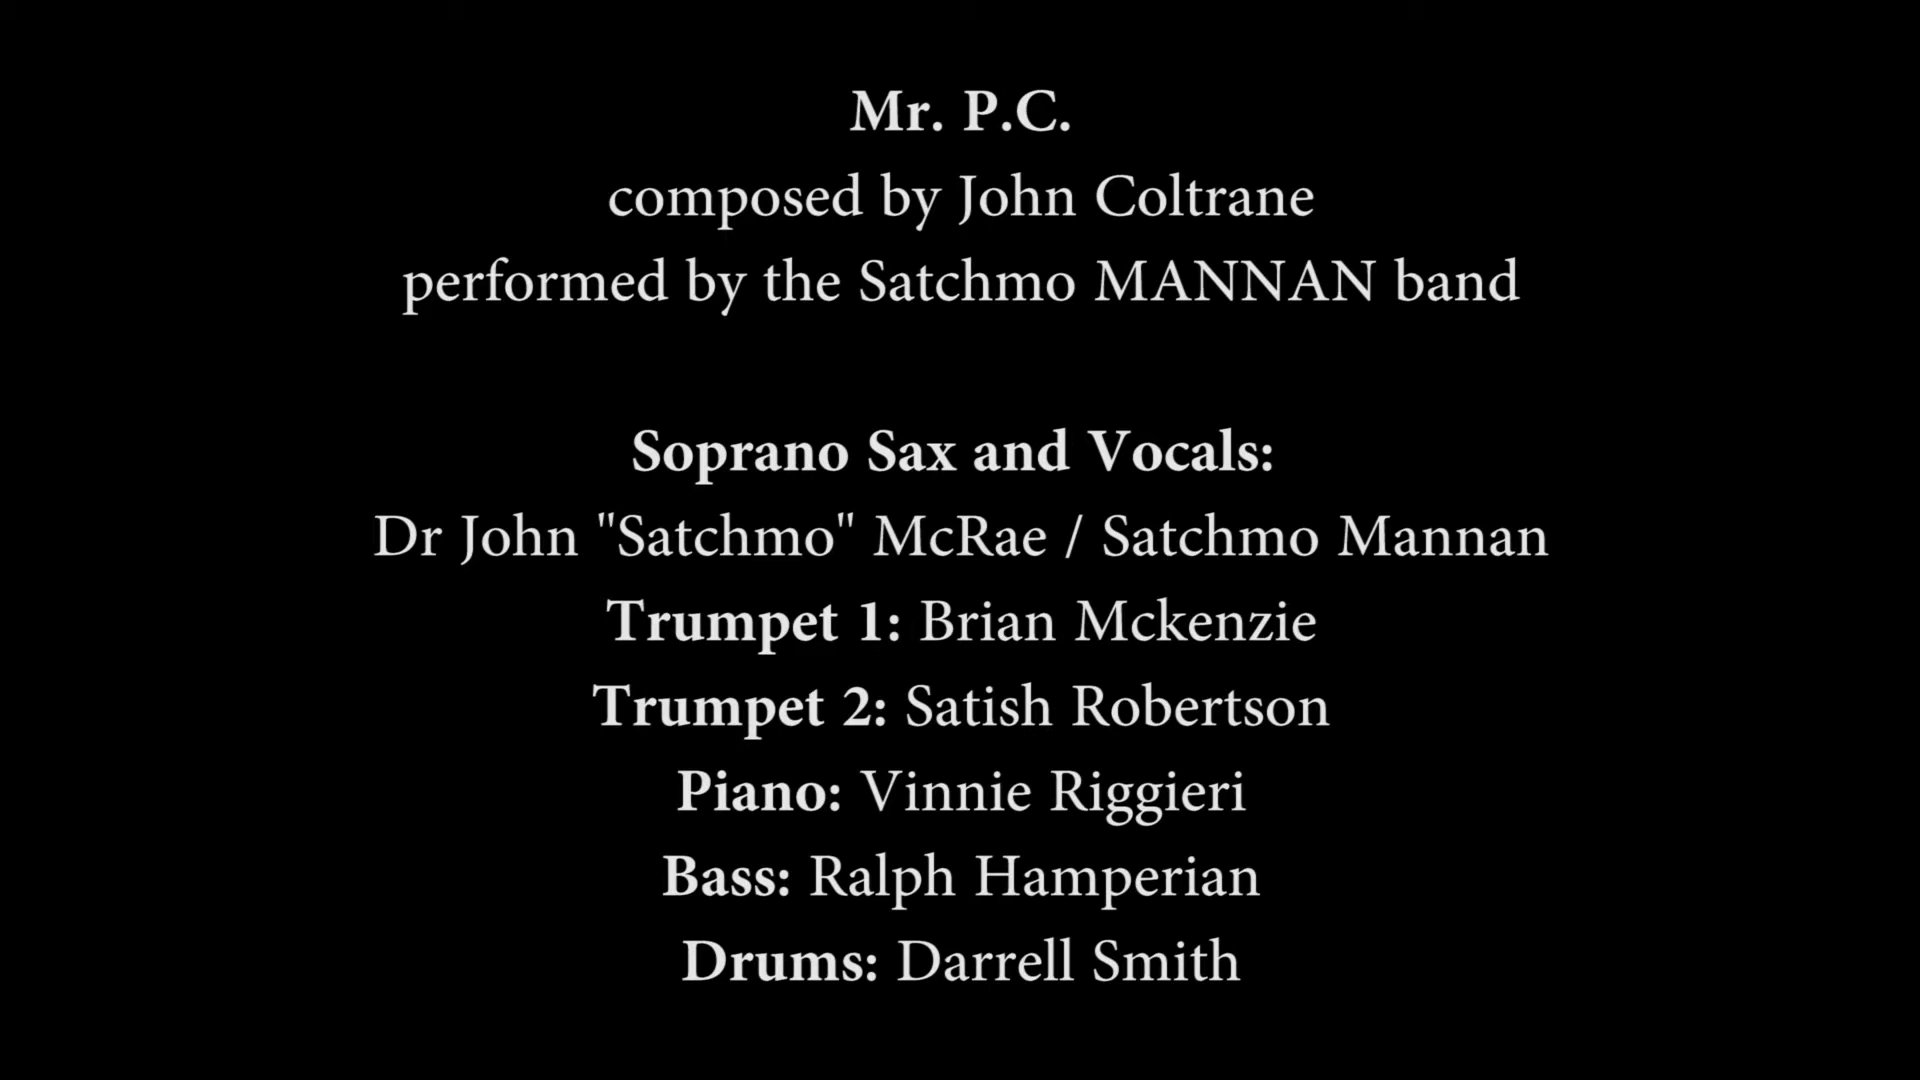 Mr. P.C.
composed by John Coltrane
performed by the Satchmo MANNAN band
Soprano Sax and Vocals:
Dr John "Satchmo" McRae / Satchmo Mannan
Trumpet 1: Brian Mckenzie
Trumpet 2: Satish Robertson
Piano: Vinnie Riggieri
Bass: Ralph Hamperian
Drums: Darrell Smith